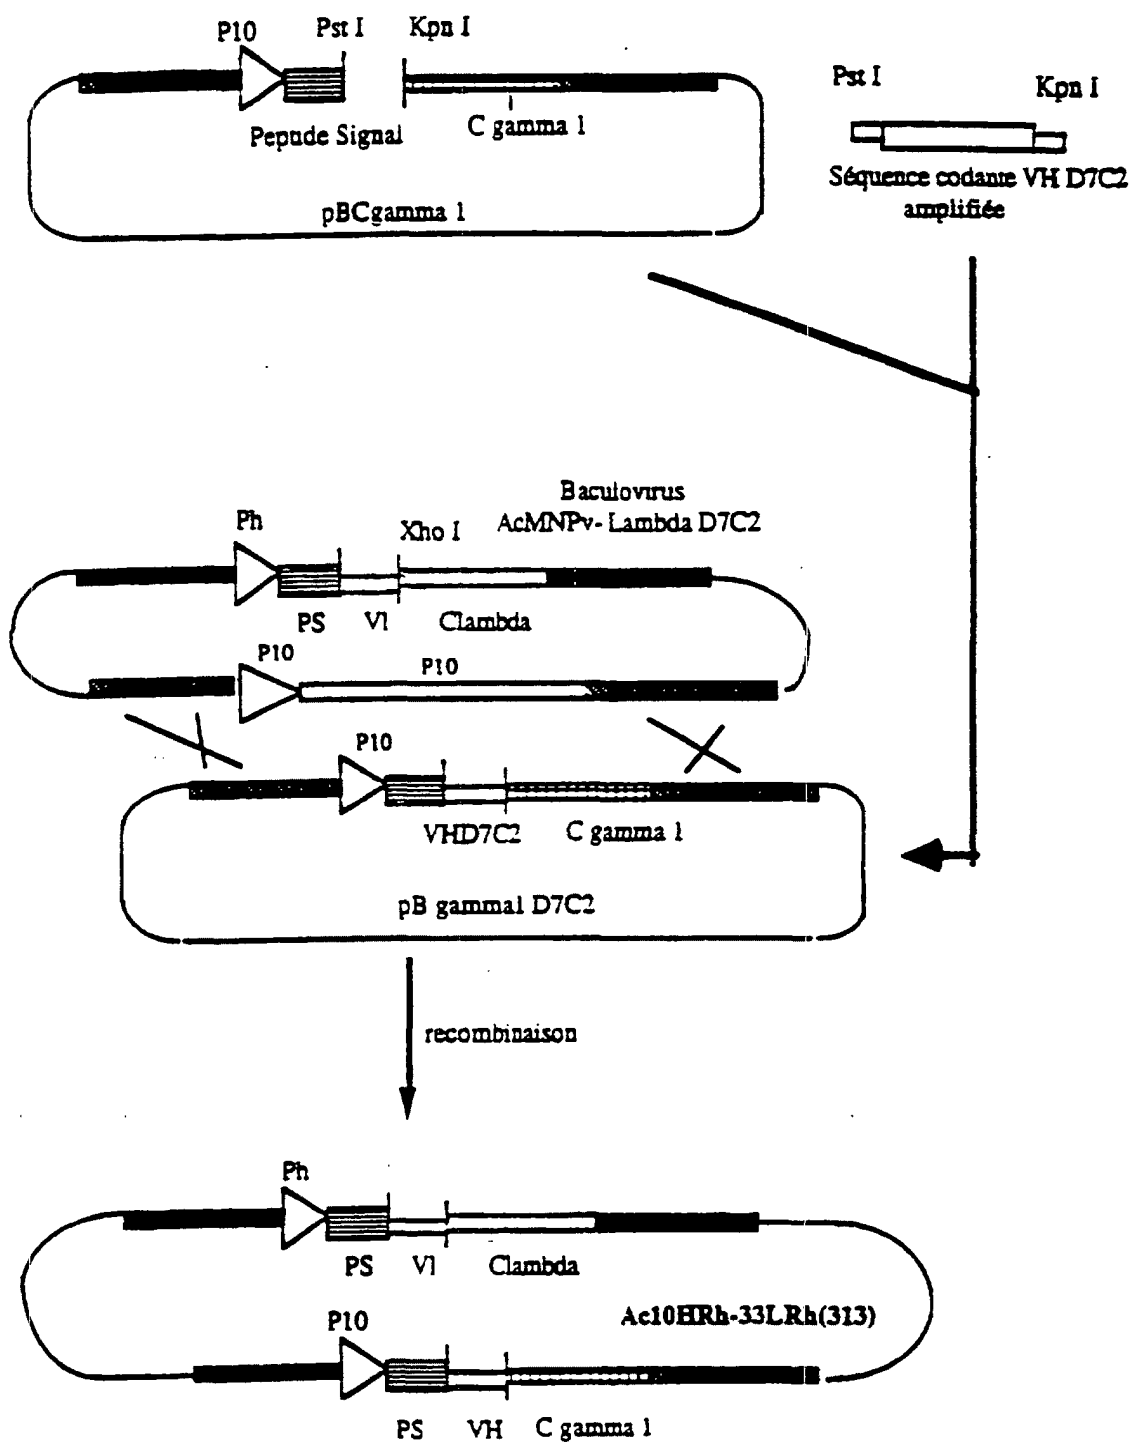 P10
Pst I
Kpn I
Peptide Signal
C gamma 1
pBCgamma 1
Pst I
Kpn I
Séquence codante VH D7C2
amplifiée
Baculovirus
AcMNPv- Lambda D7C2
Ph
Xho I
PS
Vl
Clambda
P10
P10
P10
VHD7C2
C gamma 1
pB gamma1 D7C2
recombinaison
Ph
PS
Vl
Clambda
P10
Ac10HRh-33LRh(313)
PS
VH
C gamma 1